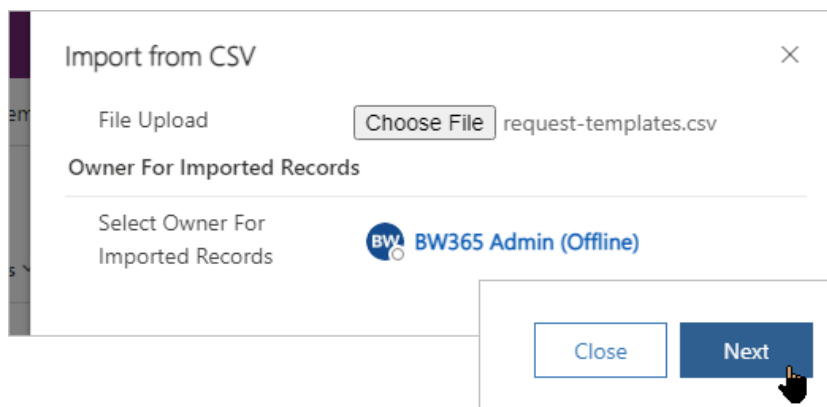 Import from CSV
em
File Upload
Choose File request-templates.csv
Owner For Imported Records
s
Select Owner For
Imported Records
BW BW365 Admin (Offline)
Close Next